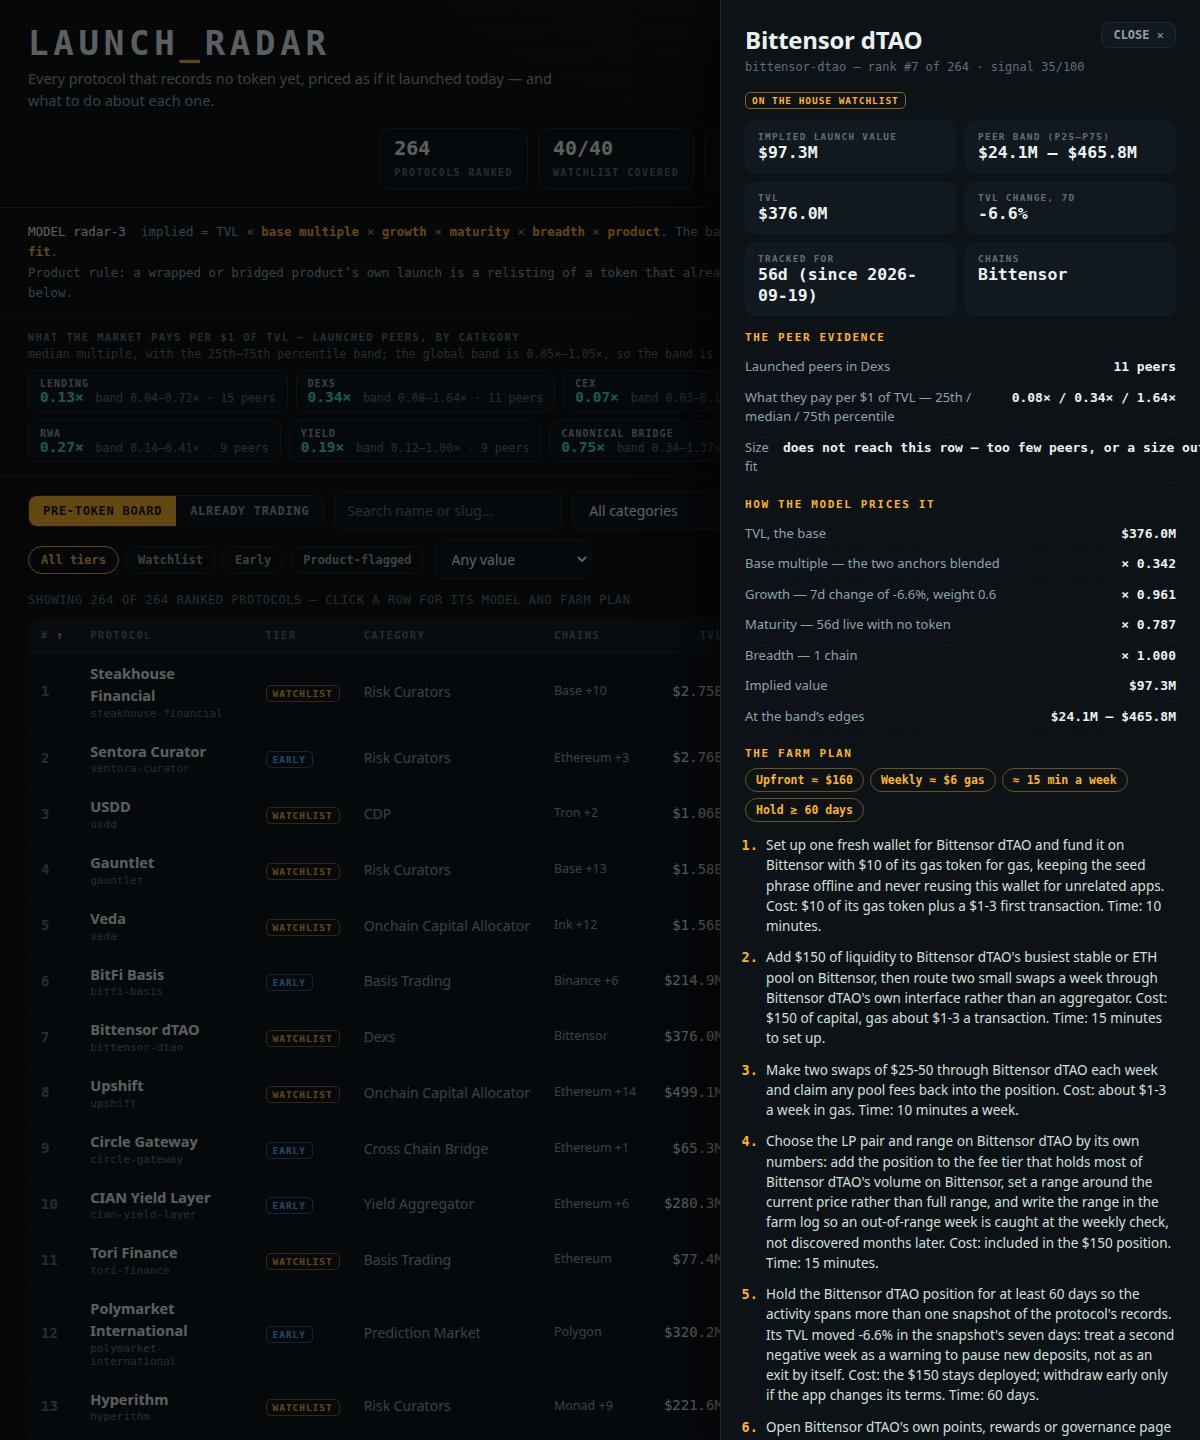 LAUNCH_RADAR
Every protocol that records no token yet, priced as if it launched today — and
what to do about each one.
264
PROTOCOLS RANKED
40/40
WATCHLIST COVERED
MODEL radar-3 implied = TVL × base multiple × growth × maturity × breadth × product. The ba
fit.
Product rule: a wrapped or bridged product’s own launch is a relisting of a token that alrea
below.
WHAT THE MARKET PAYS PER $1 OF TVL — LAUNCHED PEERS, BY CATEGORY
median multiple, with the 25th–75th percentile band; the global band is 0.05×–1.05×, so the band is
LENDING
0.13× band 0.04–0.72× · 15 peers
DEXS
0.34× band 0.08–1.64× · 11 peers
CEX
0.07× band 0.03–0.1
RWA
0.27× band 0.14–0.41× · 9 peers
YIELD
0.19× band 0.12–1.00× · 9 peers
CANONICAL BRIDGE
0.75× band 0.34–1.37×
PRE-TOKEN BOARD
ALREADY TRADING
Search name or slug…
All categories
All tiers
Watchlist
Early
Product-flagged
Any value
SHOWING 264 OF 264 RANKED PROTOCOLS — CLICK A ROW FOR ITS MODEL AND FARM PLAN
# ↑ PROTOCOL TIER CATEGORY CHAINS TVL
1 Steakhouse Financial steakhouse-financial WATCHLIST Risk Curators Base +10 $2.75B
2 Sentora Curator sentora-curator EARLY Risk Curators Ethereum +3 $2.76B
3 USDD usdd WATCHLIST CDP Tron +2 $1.06B
4 Gauntlet gauntlet WATCHLIST Risk Curators Base +13 $1.58B
5 Veda veda WATCHLIST Onchain Capital Allocator Ink +12 $1.56B
6 BitFi Basis bitfi-basis EARLY Basis Trading Binance +6 $214.9M
7 Bittensor dTAO bittensor-dtao WATCHLIST Dexs Bittensor $376.0M
8 Upshift upshift WATCHLIST Onchain Capital Allocator Ethereum +14 $499.1M
9 Circle Gateway circle-gateway EARLY Cross Chain Bridge Ethereum +1 $65.3M
10 CIAN Yield Layer cian-yield-layer EARLY Yield Aggregator Ethereum +6 $280.3M
11 Tori Finance tori-finance WATCHLIST Basis Trading Ethereum $77.4M
12 Polymarket International polymarket-international EARLY Prediction Market Polygon $320.2M
13 Hyperithm hyperithm WATCHLIST Risk Curators Monad +9 $221.6M
Bittensor dTAO
CLOSE ×
bittensor-dtao — rank #7 of 264 · signal 35/100
ON THE HOUSE WATCHLIST
IMPLIED LAUNCH VALUE
$97.3M
PEER BAND (P25–P75)
$24.1M – $465.8M
TVL
$376.0M
TVL CHANGE, 7D
-6.6%
TRACKED FOR
56d (since 2026-
09-19)
CHAINS
Bittensor
THE PEER EVIDENCE
Launched peers in Dexs 11 peers
What they pay per $1 of TVL — 25th / 0.08× / 0.34× / 1.64×
median / 75th percentile
Size does not reach this row — too few peers, or a size out
fit
HOW THE MODEL PRICES IT
TVL, the base $376.0M
Base multiple — the two anchors blended × 0.342
Growth — 7d change of -6.6%, weight 0.6 × 0.961
Maturity — 56d live with no token × 0.787
Breadth — 1 chain × 1.000
Implied value $97.3M
At the band’s edges $24.1M – $465.8M
THE FARM PLAN
Upfront ≈ $160
Weekly ≈ $6 gas
≈ 15 min a week
Hold ≥ 60 days
1. Set up one fresh wallet for Bittensor dTAO and fund it on
Bittensor with $10 of its gas token for gas, keeping the seed
phrase offline and never reusing this wallet for unrelated apps.
Cost: $10 of its gas token plus a $1-3 first transaction. Time: 10
minutes.
2. Add $150 of liquidity to Bittensor dTAO's busiest stable or ETH
pool on Bittensor, then route two small swaps a week through
Bittensor dTAO's own interface rather than an aggregator. Cost:
$150 of capital, gas about $1-3 a transaction. Time: 15 minutes
to set up.
3. Make two swaps of $25-50 through Bittensor dTAO each week
and claim any pool fees back into the position. Cost: about $1-3
a week in gas. Time: 10 minutes a week.
4. Choose the LP pair and range on Bittensor dTAO by its own
numbers: add the position to the fee tier that holds most of
Bittensor dTAO's volume on Bittensor, set a range around the
current price rather than full range, and write the range in the
farm log so an out-of-range week is caught at the weekly check,
not discovered months later. Cost: included in the $150 position.
Time: 15 minutes.
5. Hold the Bittensor dTAO position for at least 60 days so the
activity spans more than one snapshot of the protocol's records.
Its TVL moved -6.6% in the snapshot's seven days: treat a second
negative week as a warning to pause new deposits, not as an
exit by itself. Cost: the $150 stays deployed; withdraw early only
if the app changes its terms. Time: 60 days.
6. Open Bittensor dTAO's own points, rewards or governance page